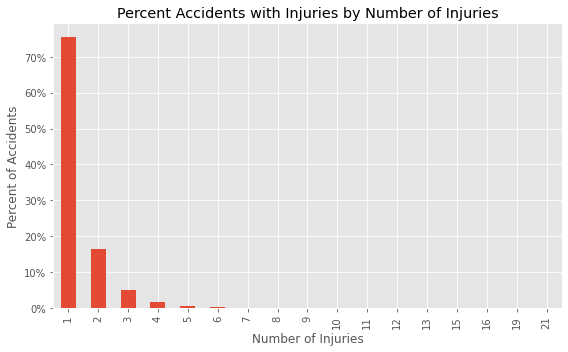 Percent Accidents with Injuries by Number of Injuries
Percent of Accidents
70%
60%
50%
40%
30%
20%
10%
0%
1 2 3 4 5 6 7 8 9 10 11 12 13 15 16 19 21
Number of Injuries